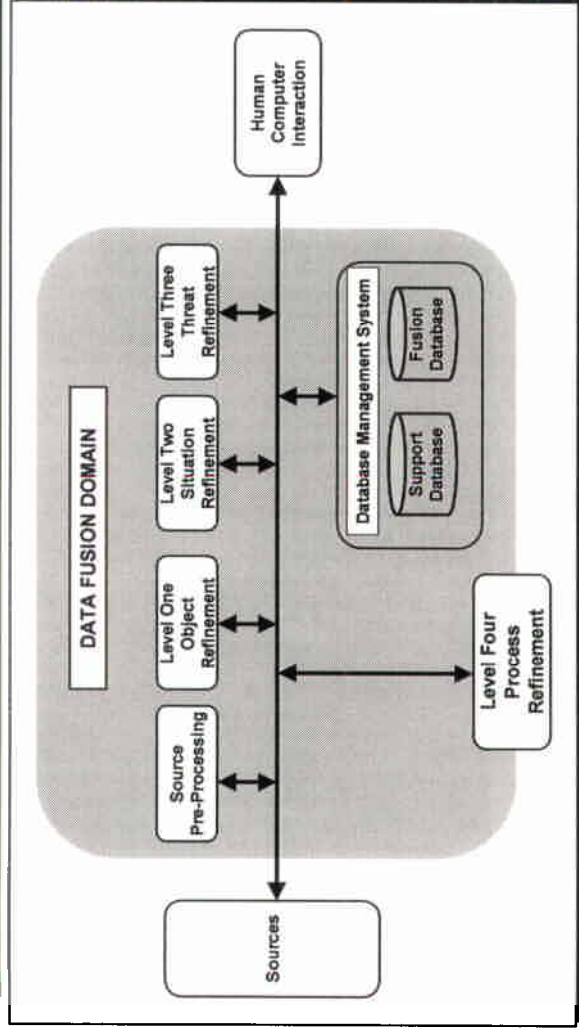 DATA FUSION DOMAIN
Sources
Source
Pre-Processing
Level One
Object
Refinement
Level Two
Situation
Refinement
Level Three
Threat
Refinement
Human
Computer
Interaction
Level Four
Process
Refinement
Database Management System
Support
Database
Fusion
Database